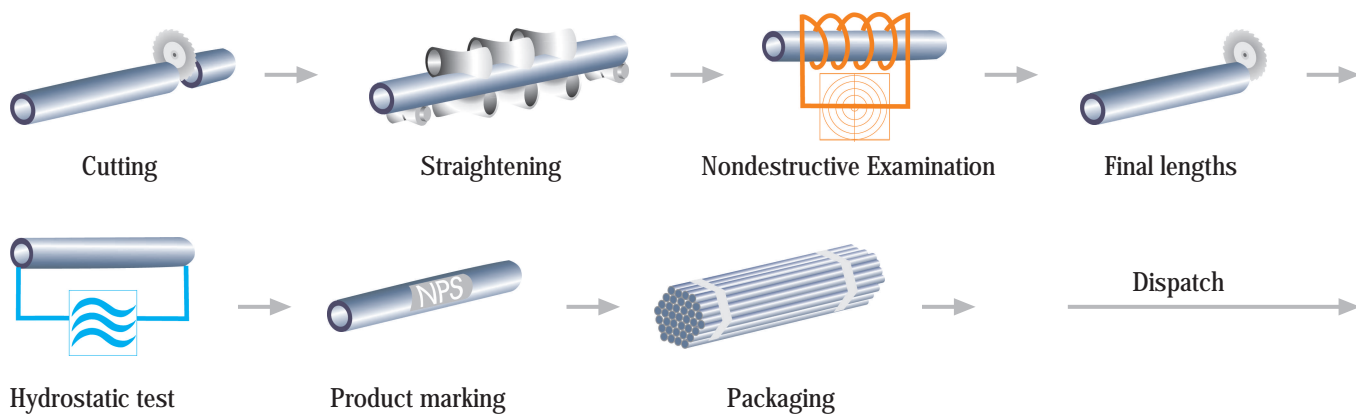 Cutting
Straightening
Nondestructive Examination
Final lengths
NPS
Dispatch
Hydrostatic test
Product marking
Packaging